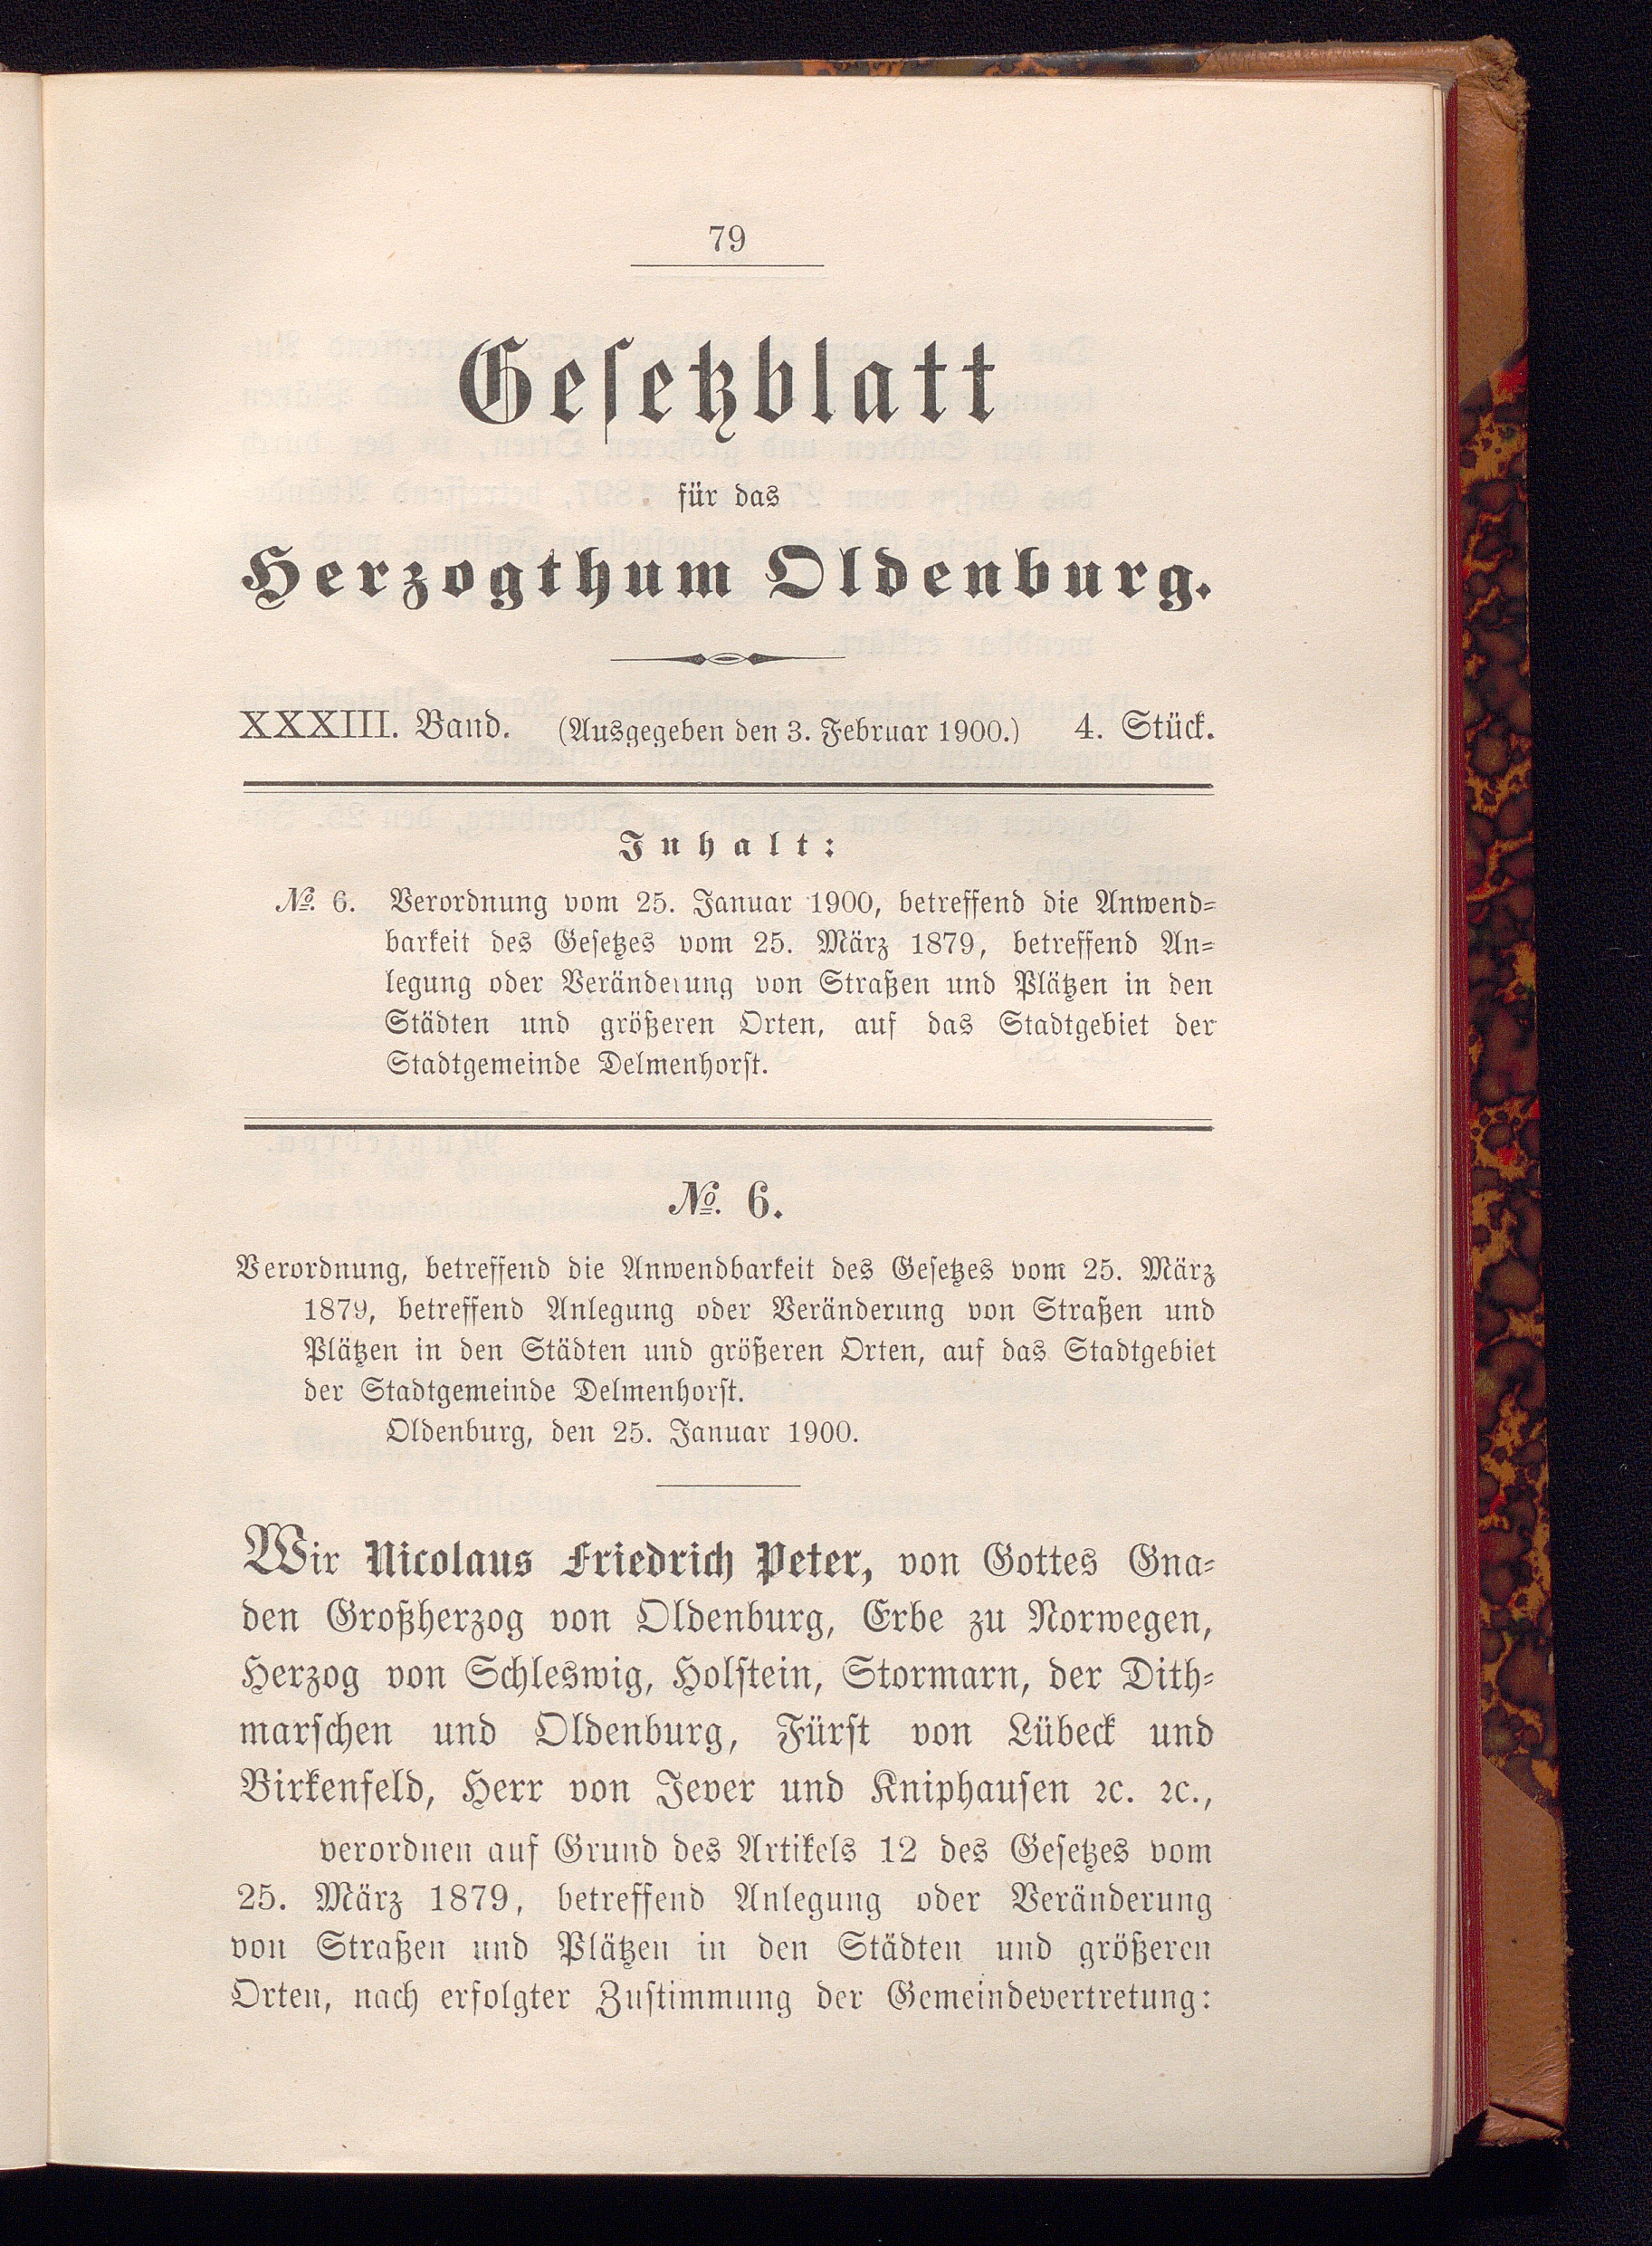 79
Gesetzblatt
für das
Herzogthum Oldenburg.
XXXIII. Band. (Ausgegeben den 3. Februar 1900.) 4. Stück.
Inhalt:
№. 6. Verordnung vom 25. Januar 1900, betreffend die Anwend-
barkeit des Gesetzes vom 25. März 1879, betreffend An-
legung oder Veränderung von Straßen und Plätzen in den
Städten und größeren Orten, auf das Stadtgebiet der
Stadtgemeinde Delmenhorst.
№. 6.
Verordnung, betreffend die Anwendbarkeit des Gesetzes vom 25. März
1879, betreffend Anlegung oder Veränderung von Straßen und
Plätzen in den Städten und größeren Orten, auf das Stadtgebiet
der Stadtgemeinde Delmenhorst.
Oldenburg, den 25. Januar 1900.
Wir Nicolaus Friedrich Peter, von Gottes Gna-
den Großherzog von Oldenburg, Erbe zu Norwegen,
Herzog von Schleswig, Holstein, Stormarn, der Dith-
marschen und Oldenburg, Fürst von Lübeck und
Birkenfeld, Herr von Jever und Kniphausen ꝛc. ꝛc.,
verordnen auf Grund des Artikels 12 des Gesetzes vom
25. März 1879, betreffend Anlegung oder Veränderung
von Straßen und Plätzen in den Städten und größeren
Orten, nach erfolgter Zustimmung der Gemeindevertretung: